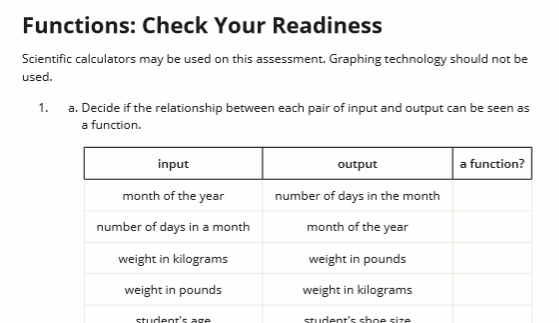 Functions: Check Your Readiness
Scientific calculators may be used on this assessment. Graphing technology should not be
used.
1. a. Decide if the relationship between each pair of input and output can be seen as
a function.
input output a function?
month of the year number of days in the month
number of days in a month month of the year
weight in kilograms weight in pounds
weight in pounds weight in kilograms
student's age student's shoe size